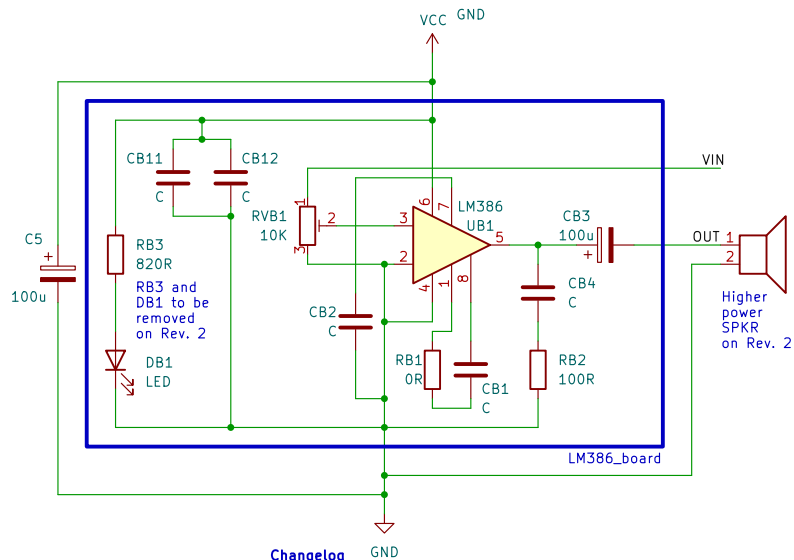 VCC GND
CB11
CB12
C
C
VIN
RVB1
10K
1
2
3
LM386
UB1
6
7
3
2
5
4
1
8
CB3
100u
+
OUT
1
2
C5
+
100u
RB3
820R
RB3 and
DB1 to be
removed
on Rev. 2
DB1
LED
CB2
C
CB4
C
RB1
0R
CB1
C
RB2
100R
Higher
power
SPKR
on Rev. 2
LM386_board
Changelog
GND